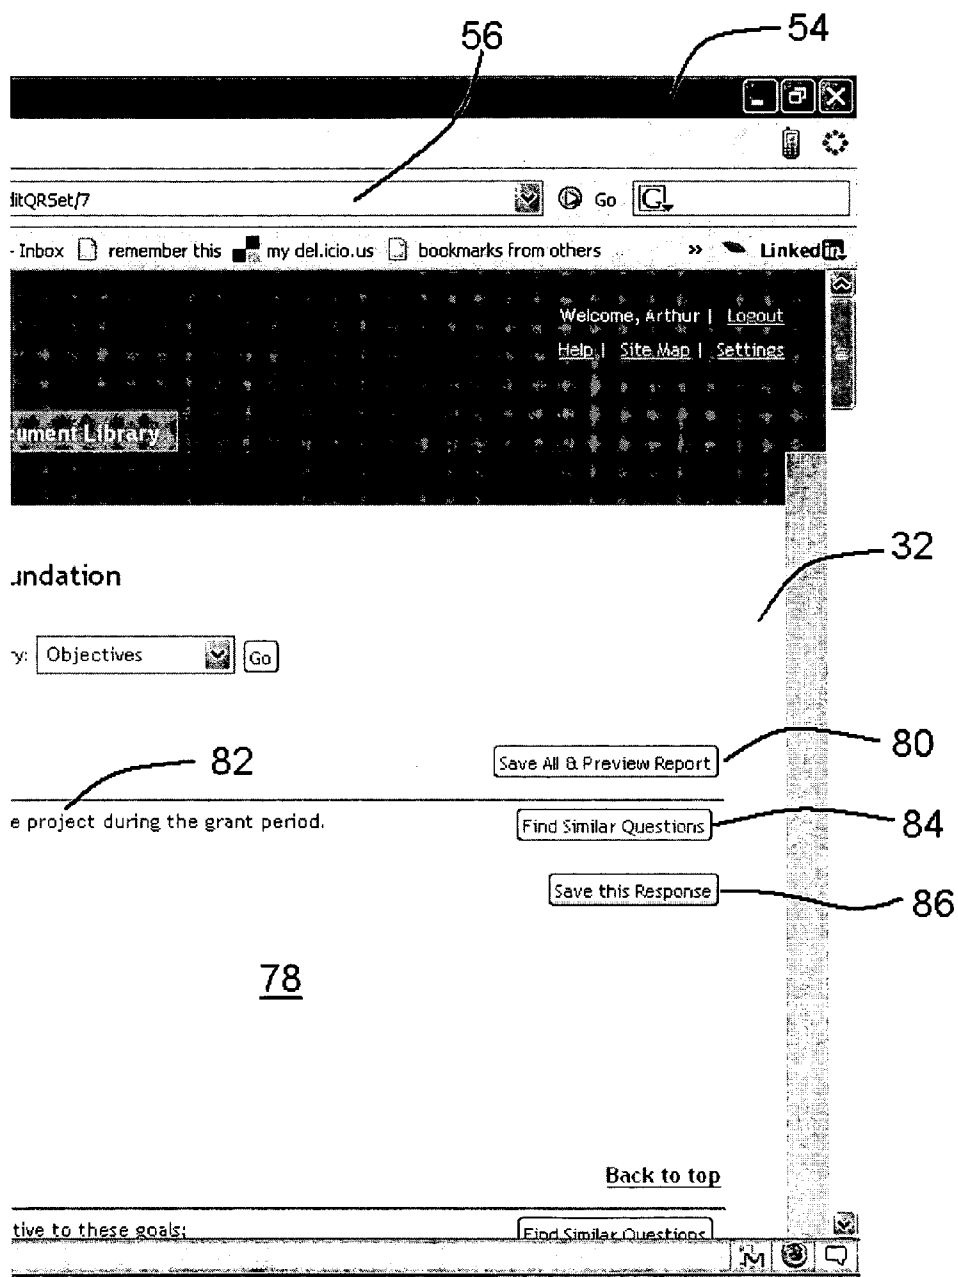 56
54
ditQRSet/7
Go
G
- Inbox remember this my del.icio.us bookmarks from others » Linkedin
Welcome, Arthur | Logout
Help | Site Map | Settings
cument Library
32
undation
y: Objectives Go
80
82
Save All & Preview Report
e project during the grant period.
Find Similar Questions
84
Save this Response
86
78
Back to top
tive to these goals:
Find Similar Questions
M